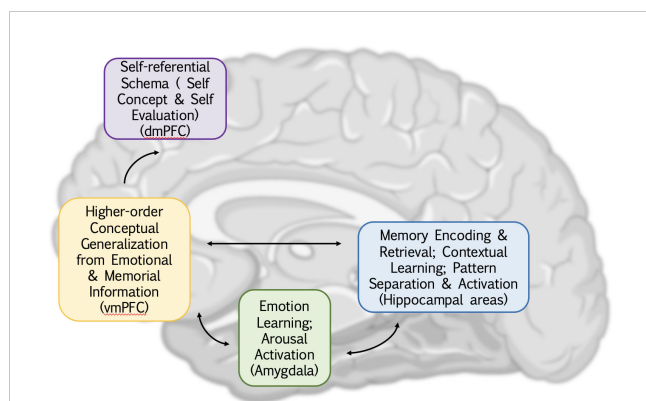 Self-referential
Schema ( Self
Concept & Self
Evaluation)
(dmPFC)
Higher-order
Conceptual
Generalization
from Emotional
& Memorial
Information
(vmPFC)
Memory Encoding &
Retrieval; Contextual
Learning; Pattern
Separation & Activation
(Hippocampal areas)
Emotion
Learning;
Arousal
Activation
(Amygdala)